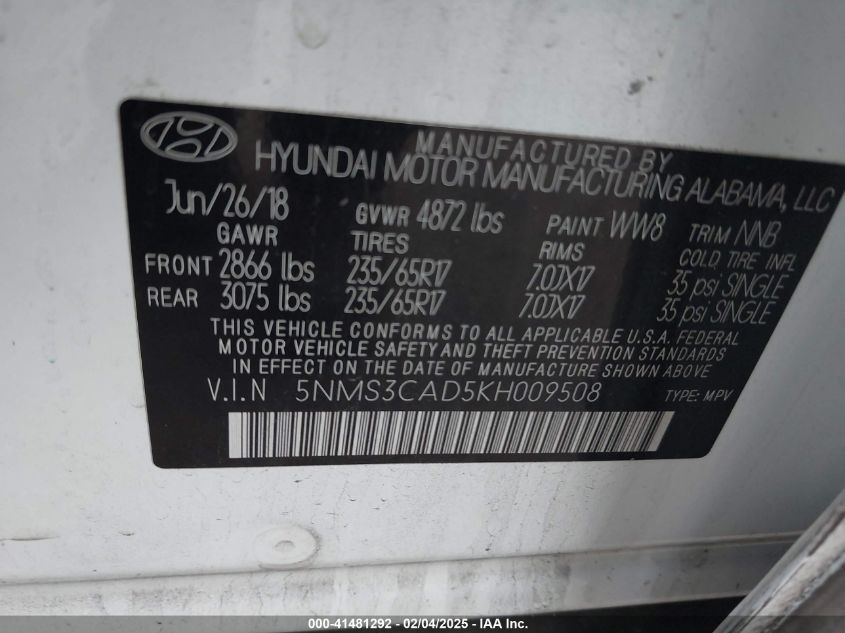 MANUFACTURED BY
HYUNDAI MOTOR MANUFACTURING ALABAMA, LLC
Jun/26/18 GVWR 4872 lbs PAINT WW8 TRIM NNB
GAWR TIRES RIMS COLD TIRE INFL
FRONT 2866 lbs 235/65R17 7.0JX17 35 psi SINGLE
REAR 3075 lbs 235/65R17 7.0JX17 35 psi SINGLE
THIS VEHICLE CONFORMS TO ALL APPLICABLE U.S.A. FEDERAL
MOTOR VEHICLE SAFETY AND THEFT PREVENTION STANDARDS
IN EFFECT ON THE DATE OF MANUFACTURE SHOWN ABOVE
V.I.N 5NMS3CAD5KH009508 TYPE: MPV
000-41481292 - 02/04/2025 - IAA Inc.